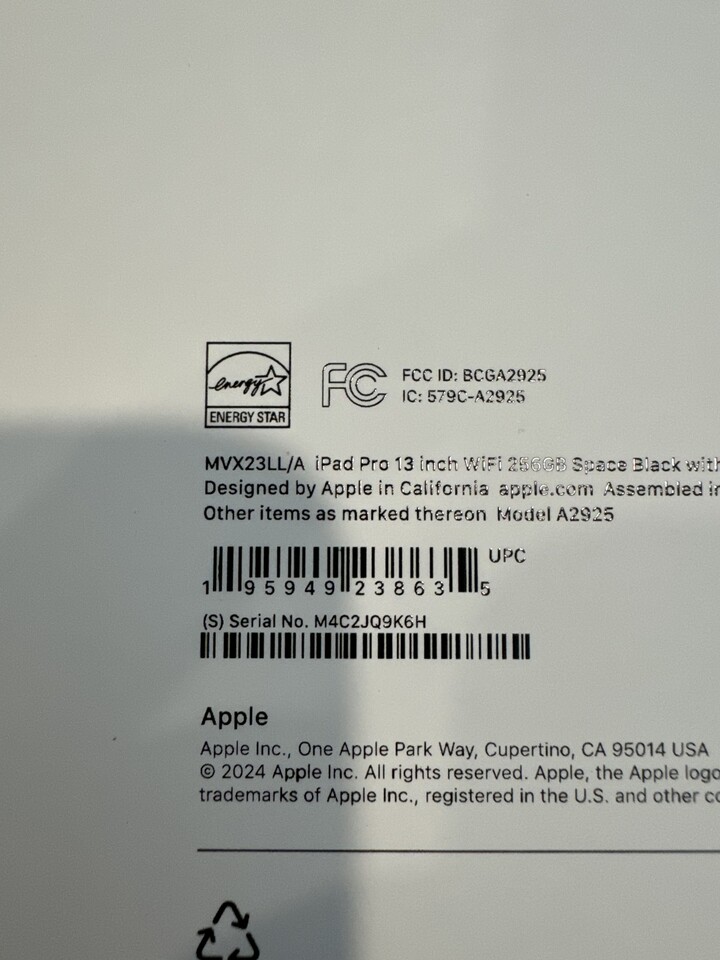 energy
ENERGY STAR
FC
FCC ID: BCGA2925
IC: 579C-A2925
MVX23LL/A iPad Pro 13 inch WiFi 256GB Space Black with
Designed by Apple in California apple.com Assembled in
Other items as marked thereon Model A2925
UPC
1 95949 23863 5
(S) Serial No. M4C2JQ9K6H
Apple
Apple Inc., One Apple Park Way, Cupertino, CA 95014 USA
© 2024 Apple Inc. All rights reserved. Apple, the Apple logo
trademarks of Apple Inc., registered in the U.S. and other co